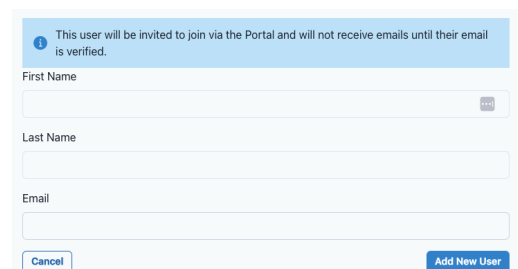 This user will be invited to join via the Portal and will not receive emails until their email
is verified.
First Name
Last Name
Email
Cancel
Add New User